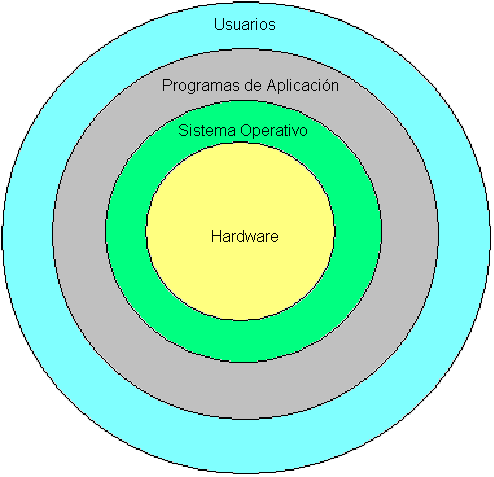 Usuarios
Programas de Aplicación
Sistema Operativo
Hardware